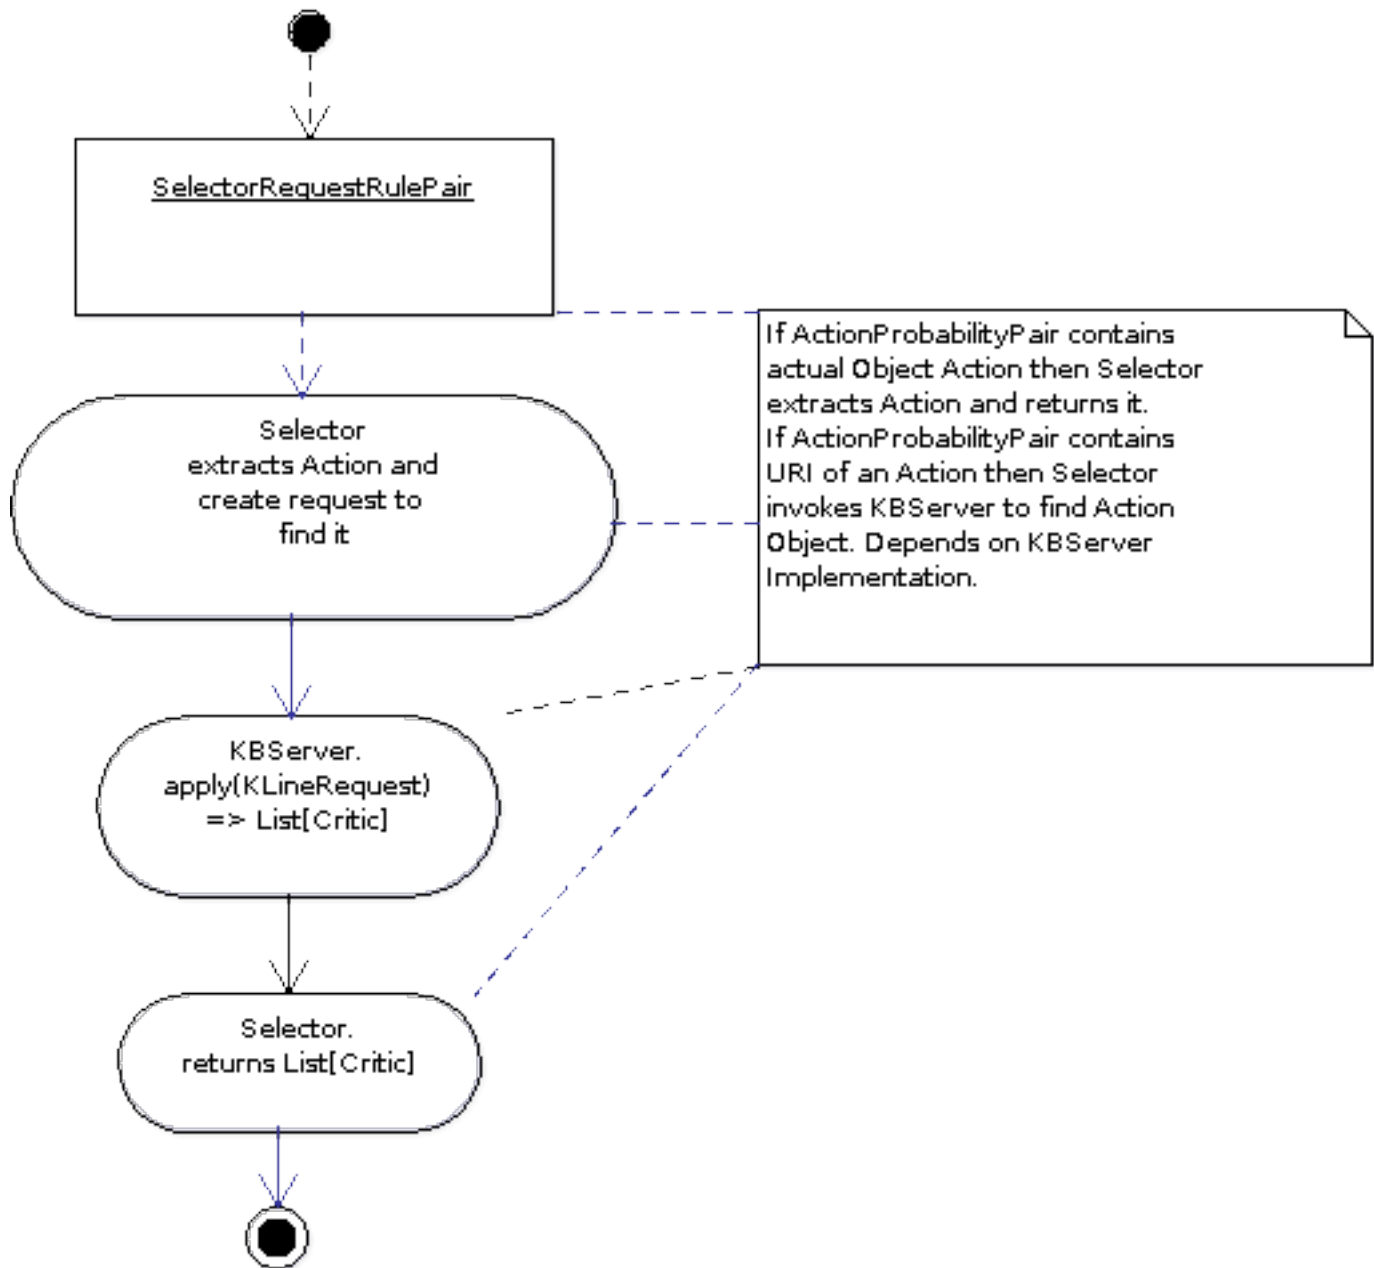 SelectorRequestRulePair
If ActionProbabilityPair contains
actual Object Action then Selector
extracts Action and returns it.
If ActionProbabilityPair contains
URI of an Action then Selector
invokes KBServer to find Action
Object. Depends on KBServer
Implementation.
Selector
extracts Action and
create request to
find it
KBServer.
apply(KLineRequest)
=> List[Critic]
Selector.
returns List[Critic]